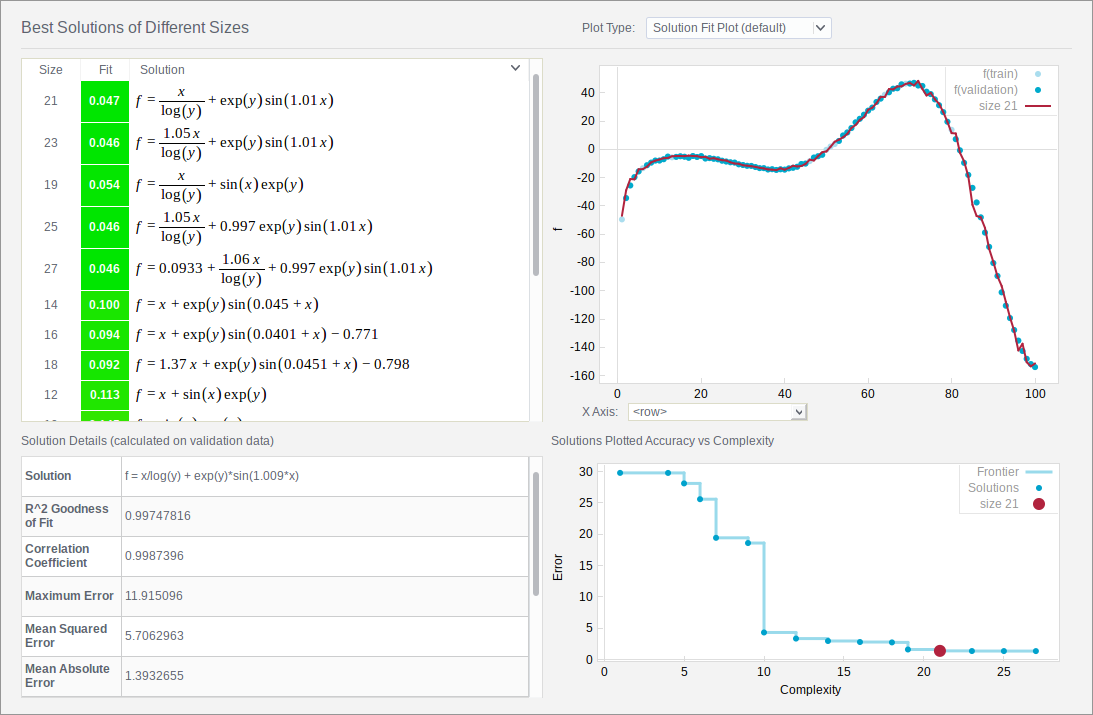 Best Solutions of Different Sizes
Plot Type: Solution Fit Plot (default)
Size Fit Solution
21 0.047 f = x/log(y) + exp(y) sin(1.01 x)
23 0.046 f = 1.05 x/log(y) + exp(y) sin(1.01 x)
19 0.054 f = x/log(y) + sin(x) exp(y)
25 0.046 f = 1.05 x/log(y) + 0.997 exp(y) sin(1.01 x)
27 0.046 f = 0.0933 + 1.06 x/log(y) + 0.997 exp(y) sin(1.01 x)
14 0.100 f = x + exp(y) sin(0.045 + x)
16 0.094 f = x + exp(y) sin(0.0401 + x) − 0.771
18 0.092 f = 1.37 x + exp(y) sin(0.0451 + x) − 0.798
12 0.113 f = x + sin(x) exp(y)
f(train)
f(validation)
size 21
40
20
0
-20
-40
-60
-80
-100
-120
-140
-160
f
0 20 40 60 80 100
X Axis: <row>
Solution Details (calculated on validation data)
Solution f = x/log(y) + exp(y)*sin(1.009*x)
R^2 Goodness
of Fit 0.99747816
Correlation
Coefficient 0.9987396
Maximum Error 11.915096
Mean Squared
Error 5.7062963
Mean Absolute
Error 1.3932655
Solutions Plotted Accuracy vs Complexity
Frontier
Solutions
size 21
30
25
20
15
10
5
0
Error
0 5 10 15 20 25
Complexity